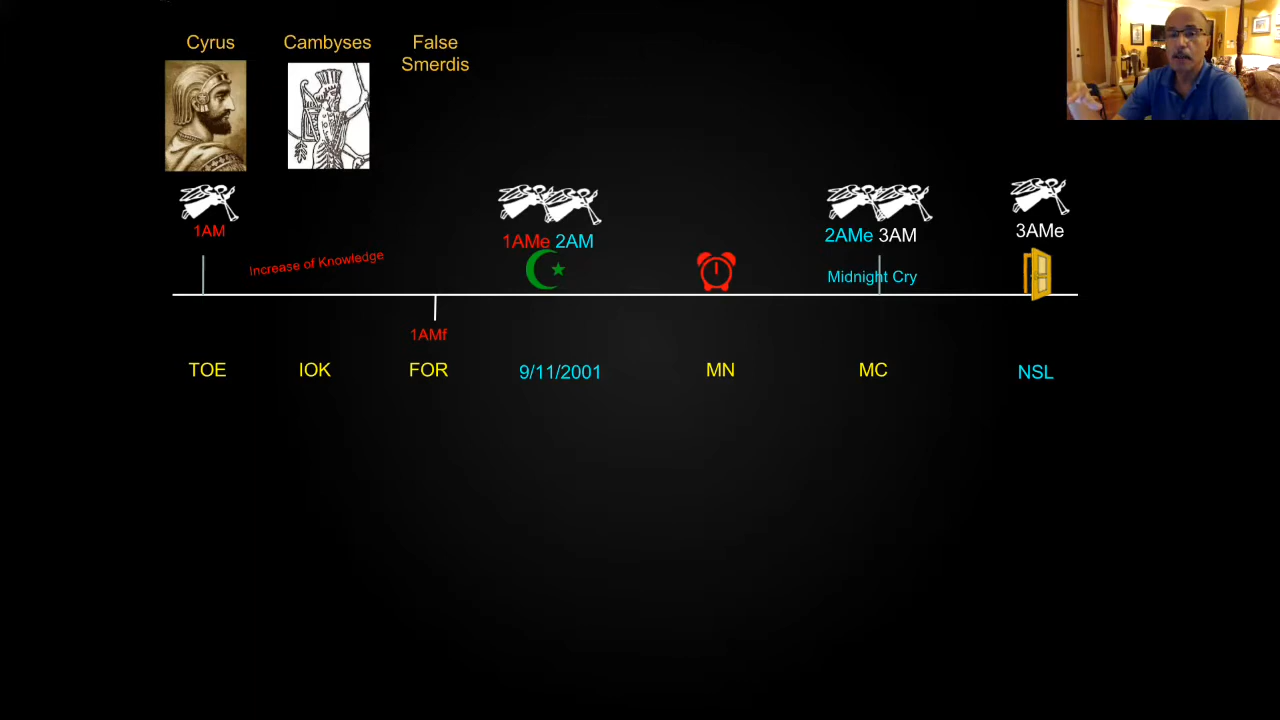 Cyrus
Cambyses
False
Smerdis
1AM
Increase of Knowledge
1AMe 2AM
2AMe 3AM
Midnight Cry
3AMe
1AMf
TOE
IOK
FOR
9/11/2001
MN
MC
NSL